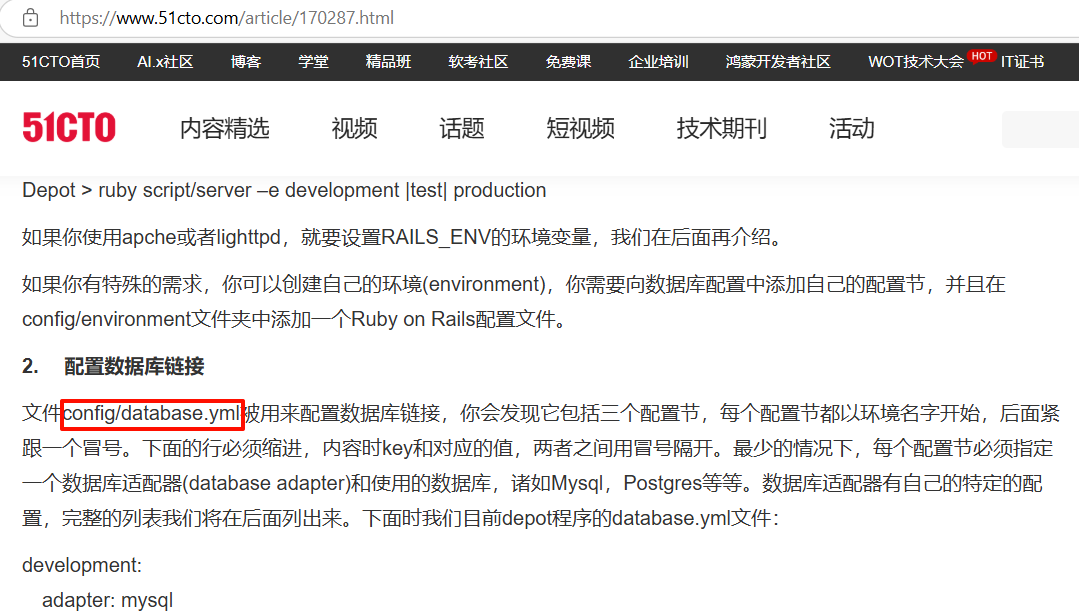 https://www.51cto.com/article/170287.html
51CTO首页 AI.x社区 博客 学堂 精品班 软考社区 免费课 企业培训 鸿蒙开发者社区 WOT技术大会 HOT IT证书
51CTO 内容精选 视频 话题 短视频 技术期刊 活动
Depot > ruby script/server –e development |test| production
如果你使用apche或者lighttpd，就要设置RAILS_ENV的环境变量，我们在后面再介绍。
如果你有特殊的需求，你可以创建自己的环境(environment)，你需要向数据库配置中添加自己的配置节，并且在
config/environment文件夹中添加一个Ruby on Rails配置文件。
2. 配置数据库链接
文件config/database.yml被用来配置数据库链接，你会发现它包括三个配置节，每个配置节都以环境名字开始，后面紧
跟一个冒号。下面的行必须缩进，内容时key和对应的值，两者之间用冒号隔开。最少的情况下，每个配置节必须指定
一个数据库适配器(database adapter)和使用的数据库，诸如Mysql，Postgres等等。数据库适配器有自己的特定的配
置，完整的列表我们将在后面列出来。下面时我们目前depot程序的database.yml文件：
development:
adapter: mysql